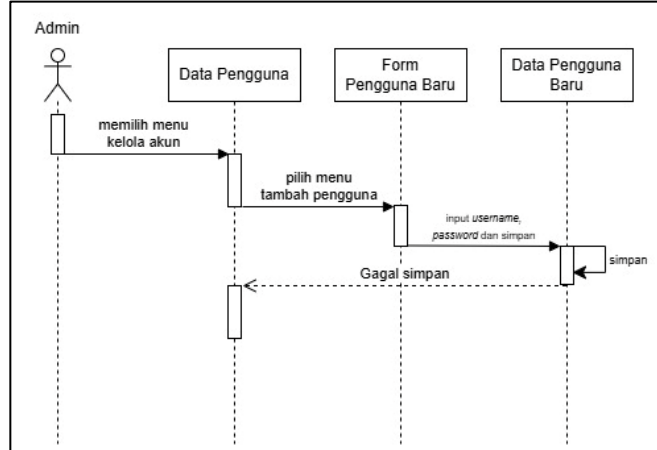 Admin
Data Pengguna
Form
Pengguna Baru
Data Pengguna
Baru
memilih menu
kelola akun
pilih menu
tambah pengguna
input username,
password dan simpan
simpan
Gagal simpan